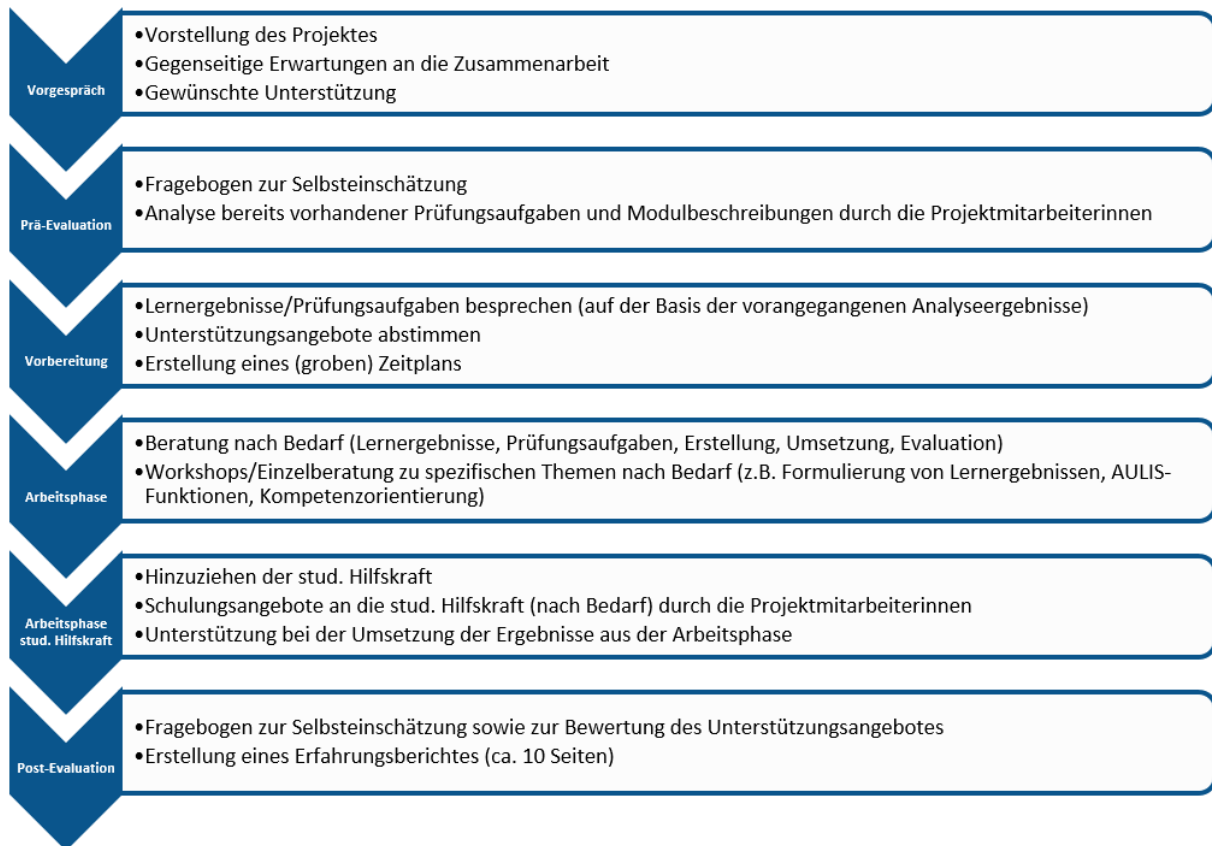 Vorgespräch
•Vorstellung des Projektes
•Gegenseitige Erwartungen an die Zusammenarbeit
•Gewünschte Unterstützung
Prä-Evaluation
•Fragebogen zur Selbsteinschätzung
•Analyse bereits vorhandener Prüfungsaufgaben und Modulbeschreibungen durch die Projektmitarbeiterinnen
Vorbereitung
•Lernergebnisse/Prüfungsaufgaben besprechen (auf der Basis der vorangegangenen Analyseergebnisse)
•Unterstützungsangebote abstimmen
•Erstellung eines (groben) Zeitplans
Arbeitsphase
•Beratung nach Bedarf (Lernergebnisse, Prüfungsaufgaben, Erstellung, Umsetzung, Evaluation)
•Workshops/Einzelberatung zu spezifischen Themen nach Bedarf (z.B. Formulierung von Lernergebnissen, AULIS-
Funktionen, Kompetenzorientierung)
Arbeitsphase
stud. Hilfskraft
•Hinzuziehen der stud. Hilfskraft
•Schulungsangebote an die stud. Hilfskraft (nach Bedarf) durch die Projektmitarbeiterinnen
•Unterstützung bei der Umsetzung der Ergebnisse aus der Arbeitsphase
Post-Evaluation
•Fragebogen zur Selbsteinschätzung sowie zur Bewertung des Unterstützungsangebotes
•Erstellung eines Erfahrungsberichtes (ca. 10 Seiten)